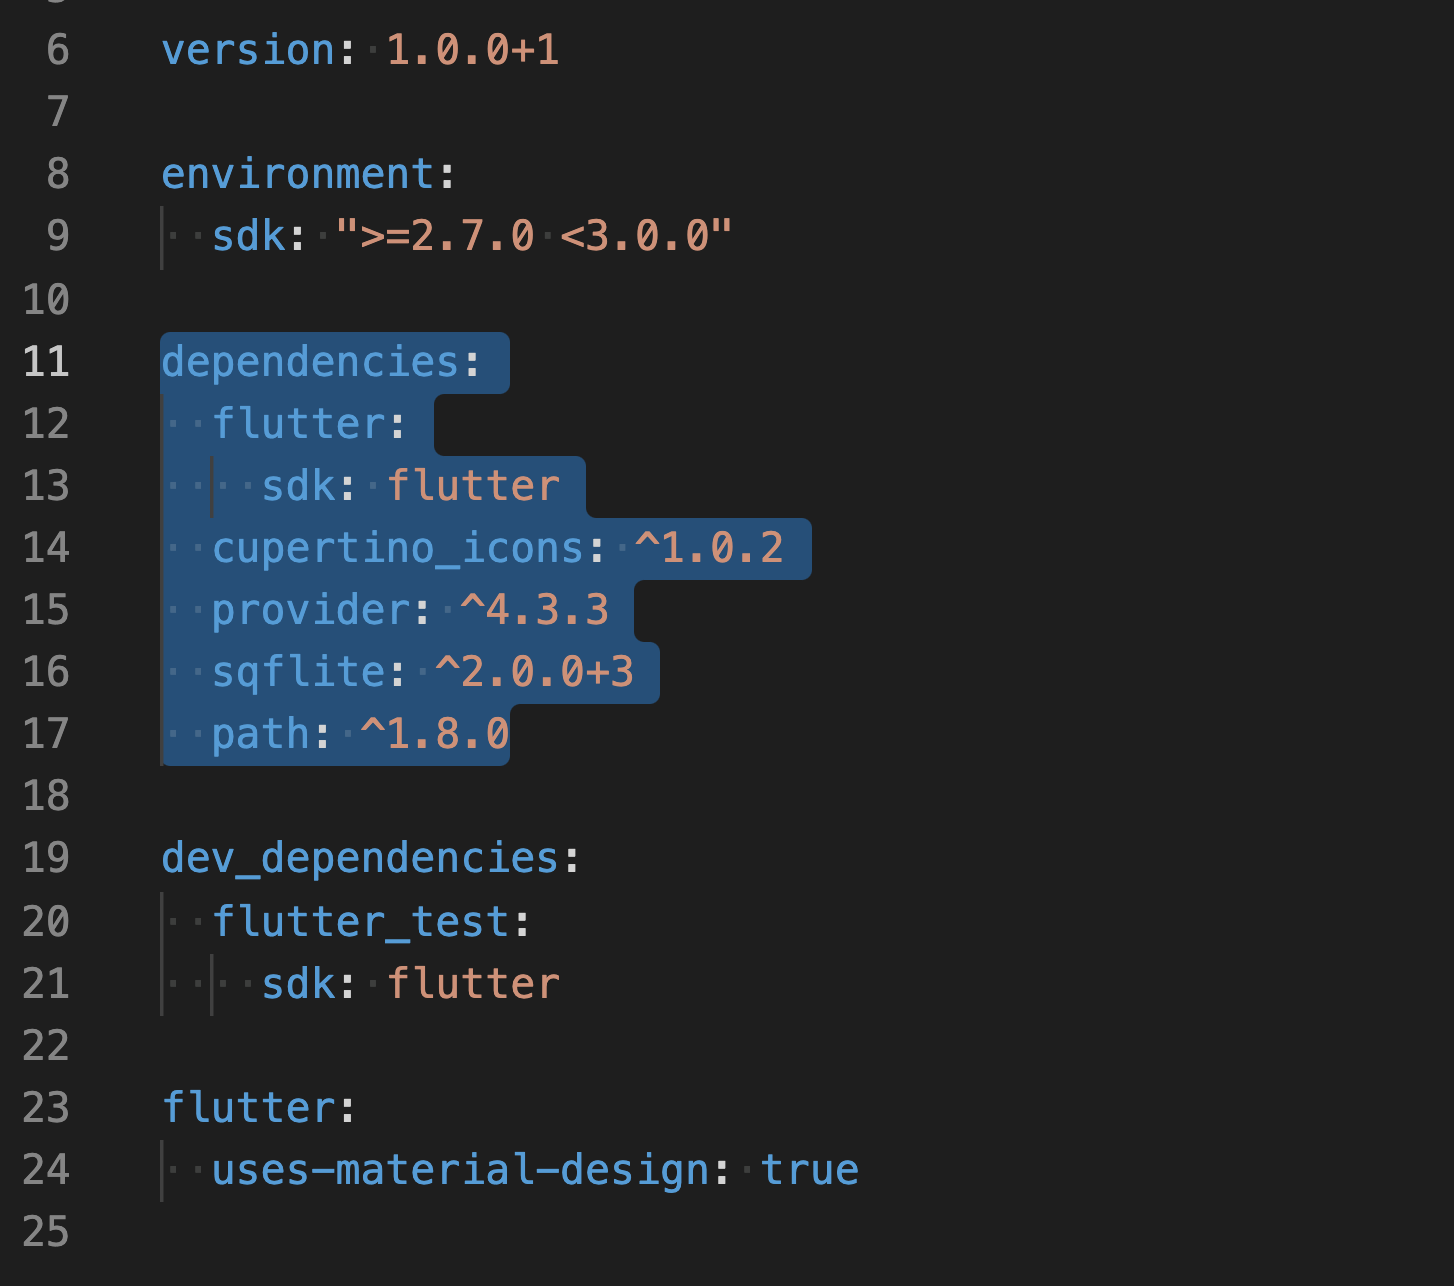 6 version: 1.0.0+1
7
8 environment:
9   sdk: ">=2.7.0 <3.0.0"
10
11 dependencies:
12   flutter:
13     sdk: flutter
14   cupertino_icons: ^1.0.2
15   provider: ^4.3.3
16   sqflite: ^2.0.0+3
17   path: ^1.8.0
18
19 dev_dependencies:
20   flutter_test:
21     sdk: flutter
22
23 flutter:
24   uses-material-design: true
25